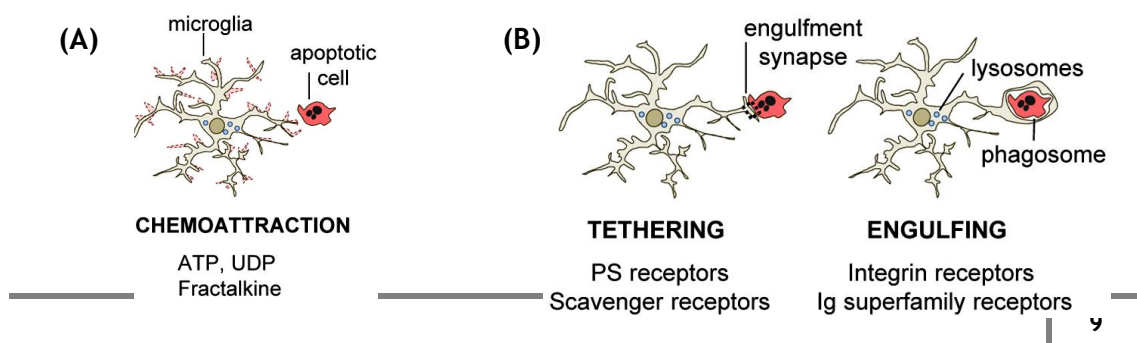 (A)
microglia
apoptotic
cell
CHEMOATTRACTION
ATP, UDP
Fractalkine
(B)
engulfment
synapse
lysosomes
phagosome
TETHERING
PS receptors
Scavenger receptors
ENGULFING
Integrin receptors
Ig superfamily receptors
9